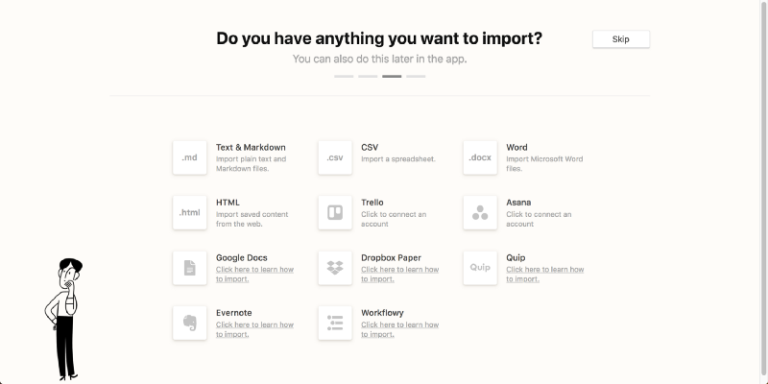 Do you have anything you want to import?
Skip
You can also do this later in the app.
.md
Text & Markdown
Import plain text and
Markdown files.
.csv
CSV
Import a spreadsheet.
.docx
Word
Import Microsoft Word
files.
.html
HTML
Import saved content
from the web.
Trello
Click to connect an
account
Asana
Click to connect an
account
Google Docs
Click here to learn how
to import.
Dropbox Paper
Click here to learn how
to import.
Quip
Quip
Click here to learn how
to import.
Evernote
Click here to learn how
to import.
Workflowy
Click here to learn how
to import.